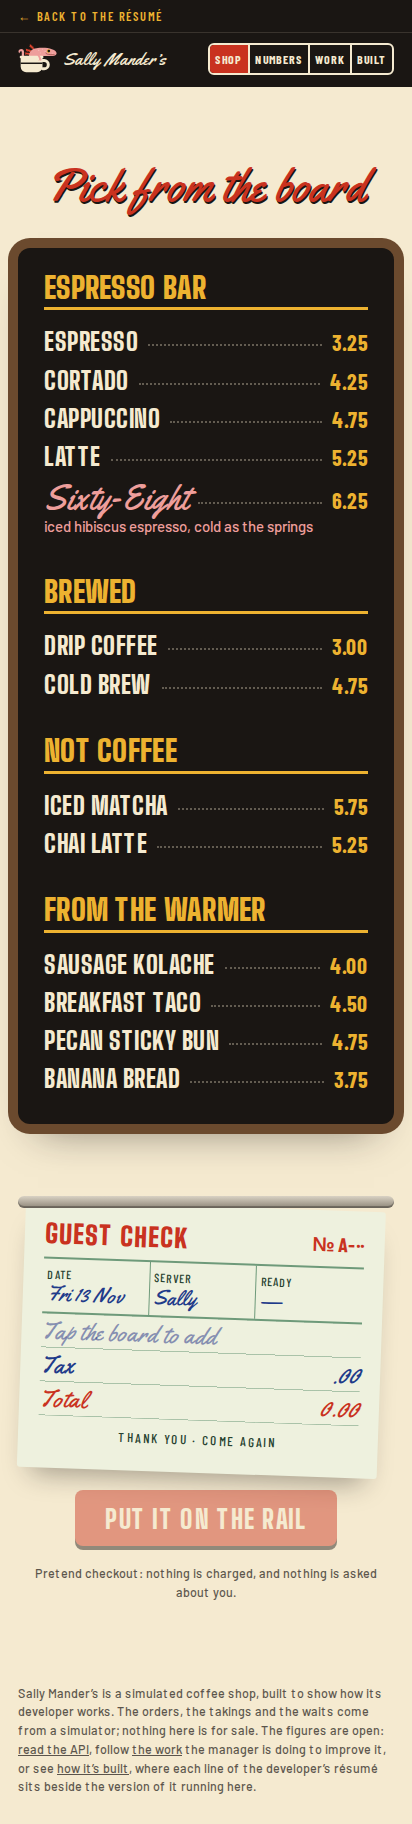 ← BACK TO THE RÉSUMÉ
Sally Mander's
SHOP NUMBERS WORK BUILT
Pick from the board
ESPRESSO BAR
ESPRESSO 3.25
CORTADO 4.25
CAPPUCCINO 4.75
LATTE 5.25
Sixty-Eight 6.25
iced hibiscus espresso, cold as the springs
BREWED
DRIP COFFEE 3.00
COLD BREW 4.75
NOT COFFEE
ICED MATCHA 5.75
CHAI LATTE 5.25
FROM THE WARMER
SAUSAGE KOLACHE 4.00
BREAKFAST TACO 4.50
PECAN STICKY BUN 4.75
BANANA BREAD 3.75
GUEST CHECK № A-··
DATE SERVER READY
Fri 13 Nov Sally —
Tap the board to add
Tax .00
Total 0.00
THANK YOU · COME AGAIN
PUT IT ON THE RAIL
Pretend checkout: nothing is charged, and nothing is asked
about you.
Sally Mander's is a simulated coffee shop, built to show how its
developer works. The orders, the takings and the waits come
from a simulator; nothing here is for sale. The figures are open:
read the API, follow the work the manager is doing to improve it,
or see how it's built, where each line of the developer's résumé
sits beside the version of it running here.